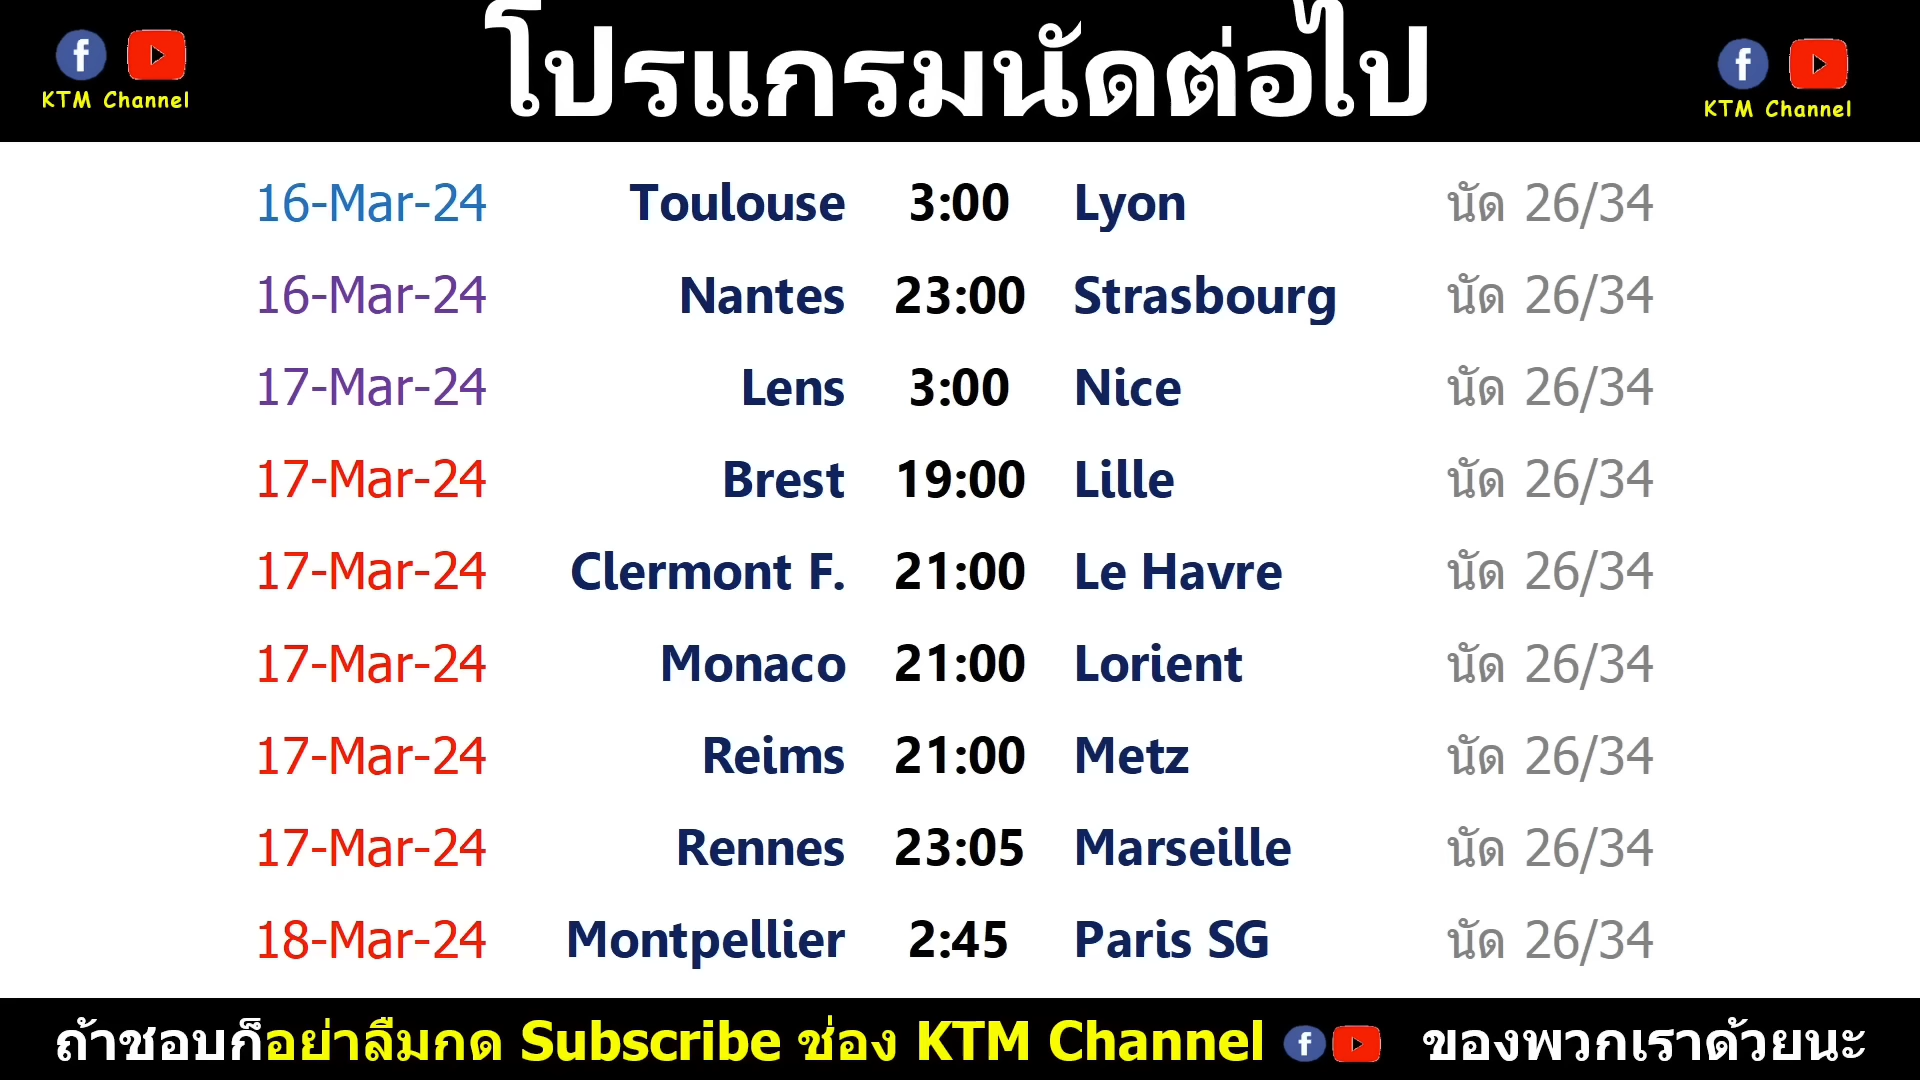 โปรแกรมนัดต่อไป
KTM Channel
KTM Channel
16-Mar-24 Toulouse 3:00 Lyon นัด 26/34
16-Mar-24 Nantes 23:00 Strasbourg นัด 26/34
17-Mar-24 Lens 3:00 Nice นัด 26/34
17-Mar-24 Brest 19:00 Lille นัด 26/34
17-Mar-24 Clermont F. 21:00 Le Havre นัด 26/34
17-Mar-24 Monaco 21:00 Lorient นัด 26/34
17-Mar-24 Reims 21:00 Metz นัด 26/34
17-Mar-24 Rennes 23:05 Marseille นัด 26/34
18-Mar-24 Montpellier 2:45 Paris SG นัด 26/34
ถ้าชอบก็อย่าลืมกด Subscribe ช่อง KTM Channel ของพวกเราด้วยนะ